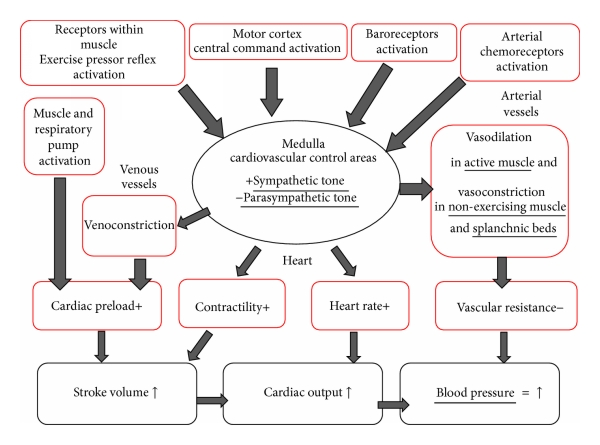 Receptors within
muscle
Exercise pressor reflex
activation
Motor cortex
central command activation
Baroreceptors
activation
Arterial
chemoreceptors
activation
Muscle and
respiratory
pump
activation
Venous
vessels
Venoconstriction
Medulla
cardiovascular control areas
+Sympathetic tone
−Parasympathetic tone
Arterial
vessels
Vasodilation
in active muscle and
vasoconstriction
in non-exercising muscle
and splanchnic beds
Heart
Cardiac preload+
Contractility+
Heart rate+
Vascular resistance−
Stroke volume ↑
Cardiac output ↑
Blood pressure = ↑